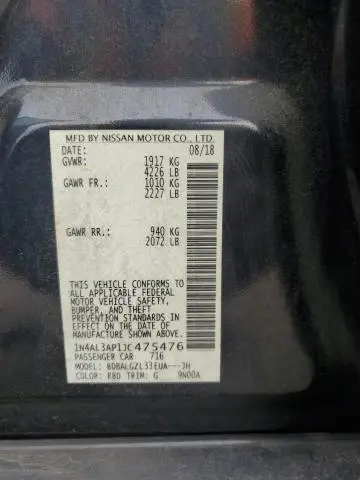 MFD BY NISSAN MOTOR CO., LTD.
DATE: 08/18
GVWR: 1917 KG
4226 LB
GAWR FR.: 1010 KG
2227 LB
GAWR RR.: 940 KG
2072 LB
THIS VEHICLE CONFORMS TO
ALL APPLICABLE FEDERAL
MOTOR VEHICLE SAFETY,
BUMPER, AND THEFT
PREVENTION STANDARDS IN
EFFECT ON THE DATE OF
MANUFACTURE SHOWN ABOVE.
1N4AL3AP1JC475476
PASSENGER CAR 716
MODEL: BDBALGZL33EUA---JH
COLOR: RBD TRIM: G 9N00A